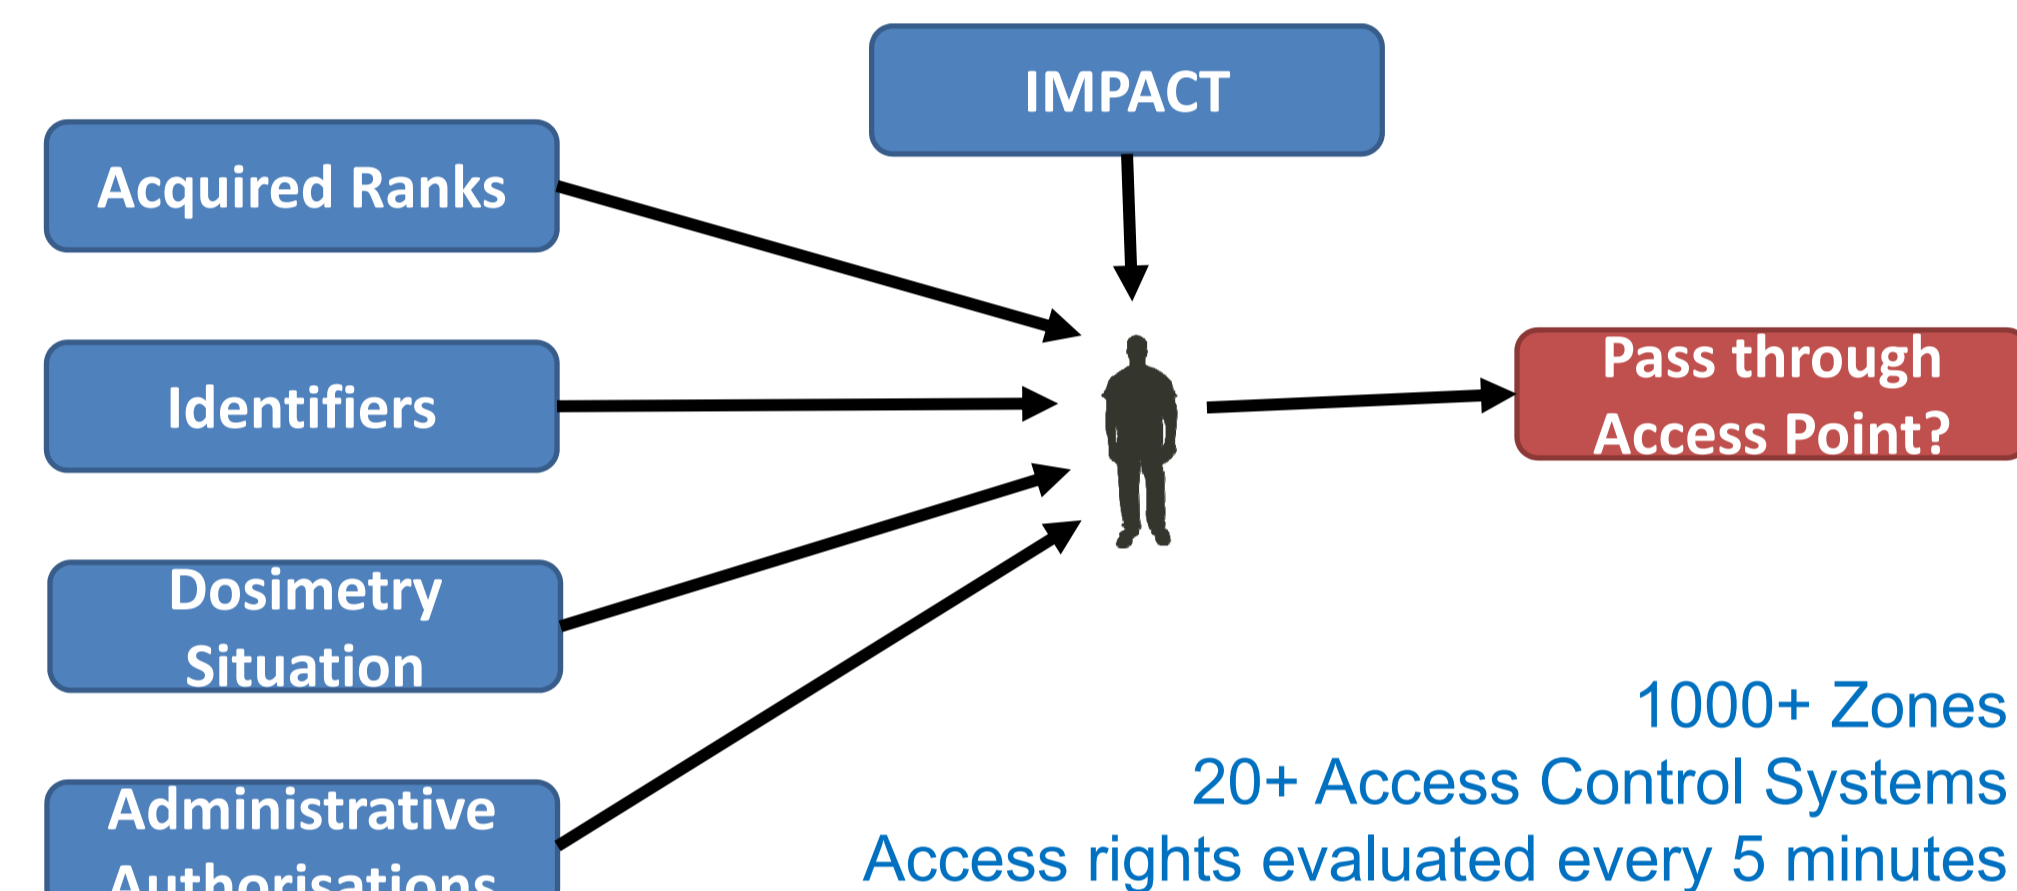 IMPACT
Acquired Ranks
Identifiers
Pass through
Access Point?
Dosimetry
Situation
Administrative
Authorisations
1000+ Zones
20+ Access Control Systems
Access rights evaluated every 5 minutes